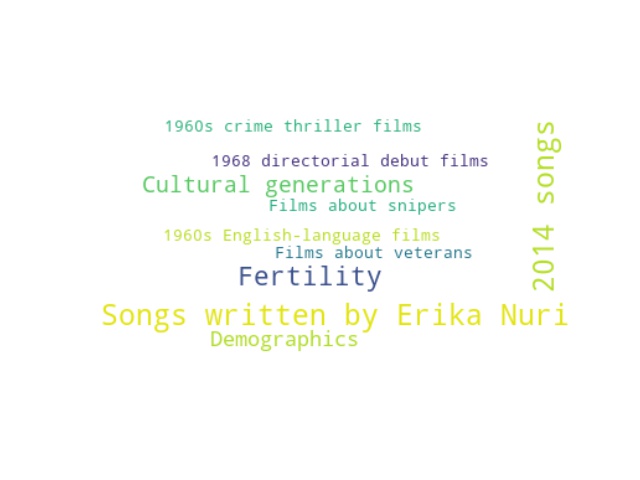 1960s crime thriller films
1968 directorial debut films
Cultural generations
Films about snipers
1960s English-language films
Films about veterans
Fertility
Songs written by Erika Nuri
Demographics
2014 songs